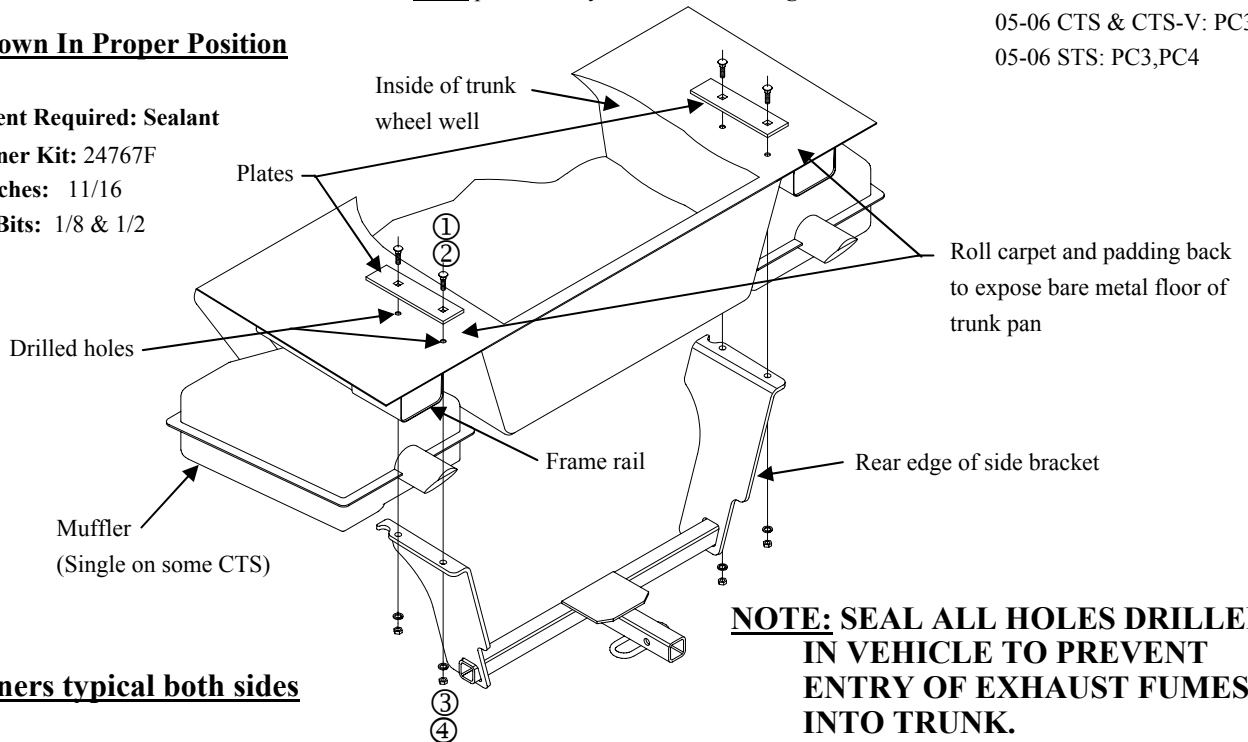 05-06 CTS & CTS-V: PC3
05-06 STS: PC3,PC4
own In Proper Position
Inside of trunk
wheel well
ent Required: Sealant
ner Kit: 24767F
ches: 11/16
Bits: 1/8 & 1/2
Plates
①
②
Roll carpet and padding back
to expose bare metal floor of
trunk pan
Drilled holes
Frame rail
Rear edge of side bracket
Muffler
(Single on some CTS)
NOTE: SEAL ALL HOLES DRILLE
IN VEHICLE TO PREVENT
ENTRY OF EXHAUST FUMES
INTO TRUNK.
ners typical both sides
③
④